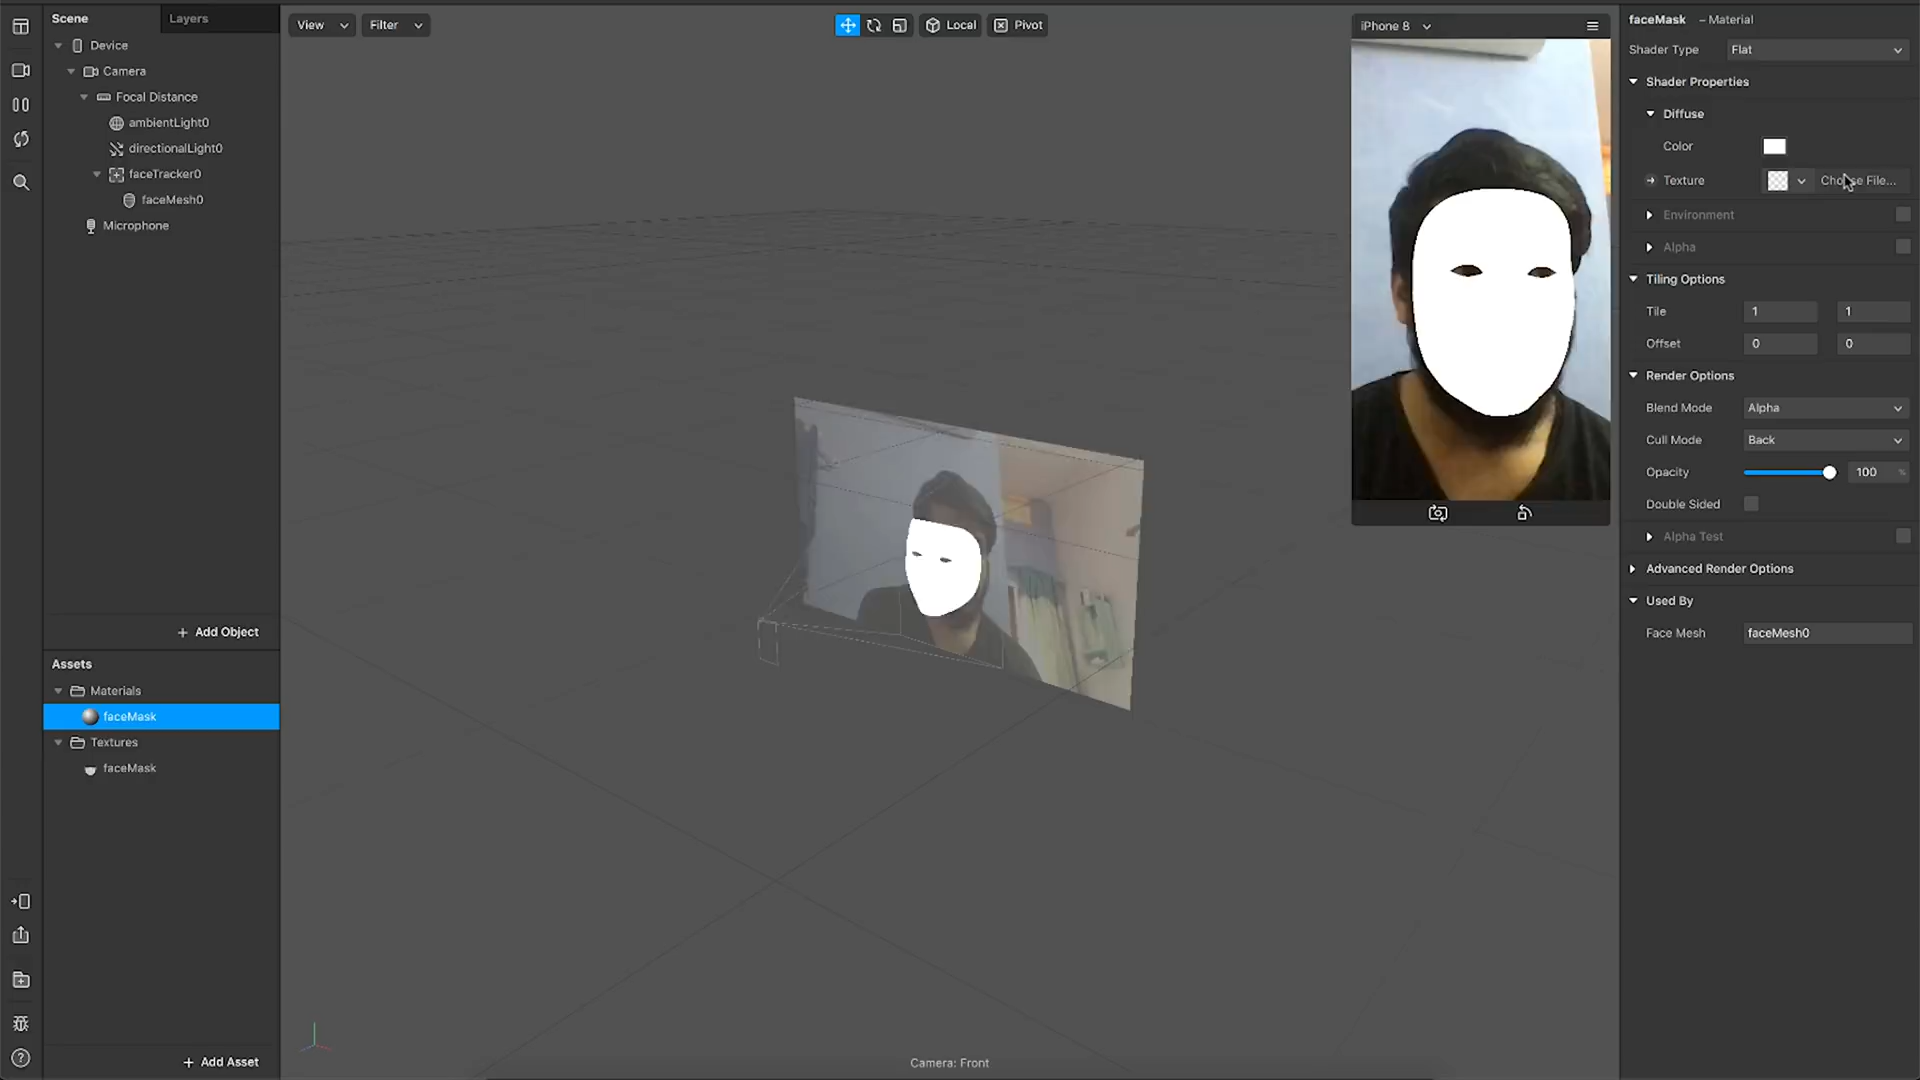 Scene
Layers
Device
Camera
Focal Distance
ambientLight0
directionalLight0
faceTracker0
faceMesh0
Microphone
+ Add Object
Assets
Materials
faceMask
Textures
faceMask
+ Add Asset
View
Filter
Local
Pivot
Camera: Front
iPhone 8
faceMask – Material
Shader Type Flat
Shader Properties
Diffuse
Color
Texture Choose File...
Environment
Alpha
Tiling Options
Tile 1 1
Offset 0 0
Render Options
Blend Mode Alpha
Cull Mode Back
Opacity 100 %
Double Sided
Alpha Test
Advanced Render Options
Used By
Face Mesh faceMesh0